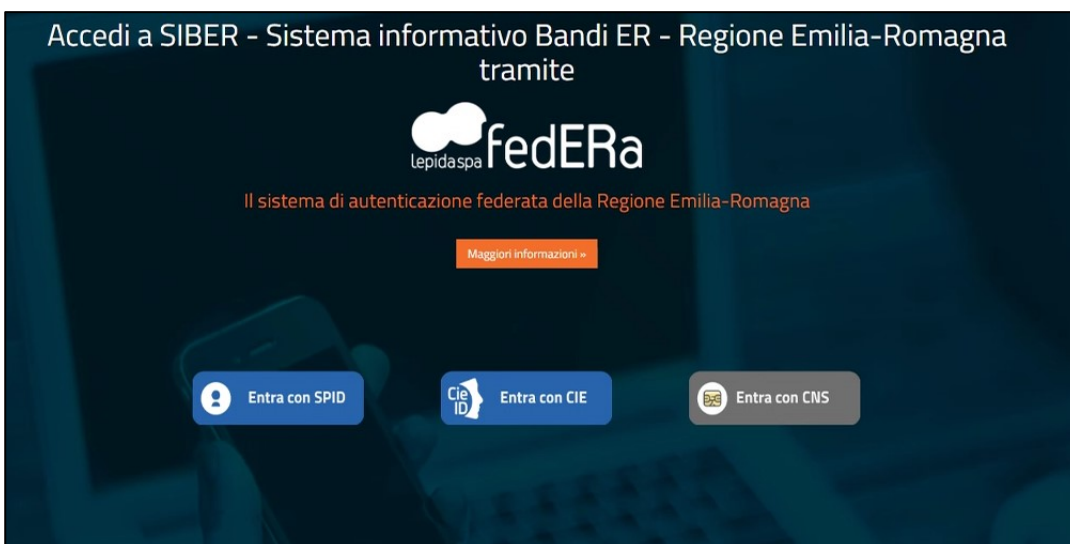 Accedi a SIBER - Sistema informativo Bandi ER - Regione Emilia-Romagna
tramite
lepidaspa fedERa
Il sistema di autenticazione federata della Regione Emilia-Romagna
Maggiori informazioni »
Entra con SPID
Cie ID Entra con CIE
Entra con CNS